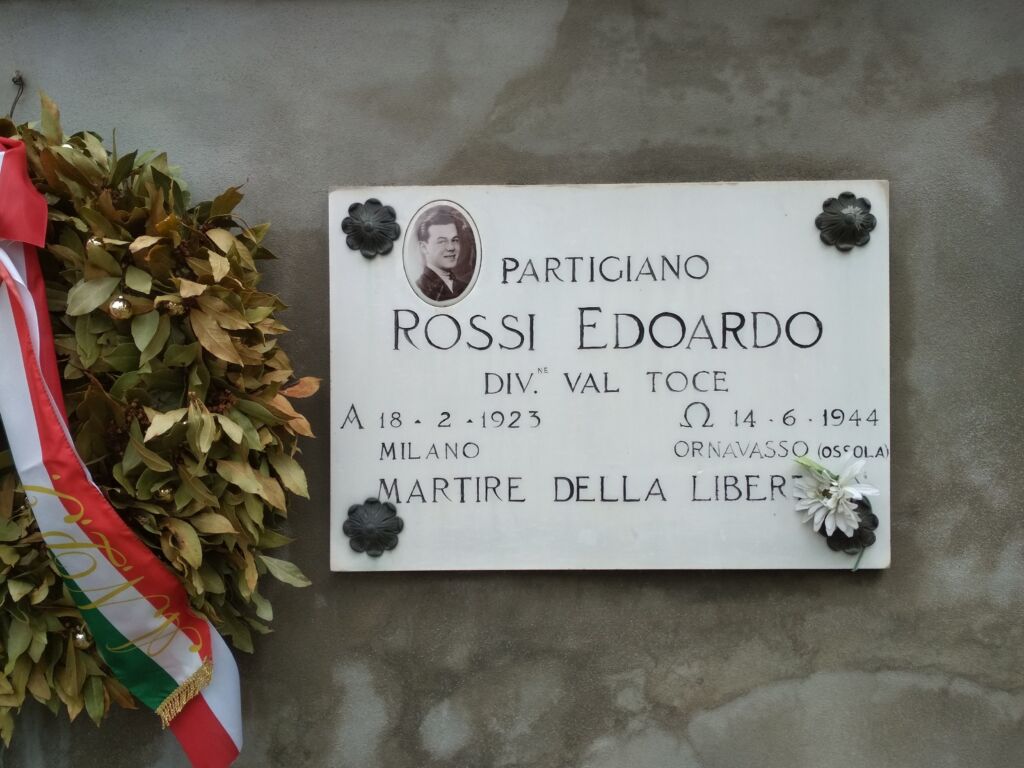 PARTIGIANO
ROSSI EDOARDO
DIV.NE VAL TOCE
A 18 · 2 · 1923 Ω 14 · 6 · 1944
MILANO ORNAVASSO (OSSOLA)
MARTIRE DELLA